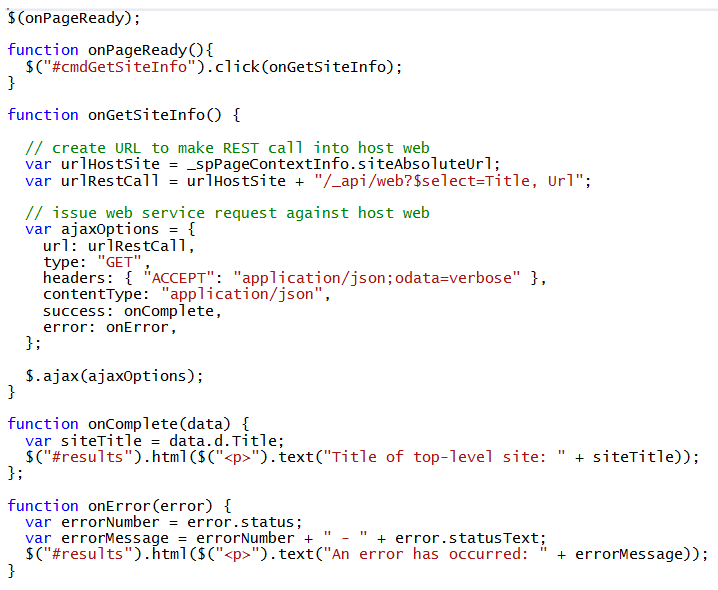 $(onPageReady);
function onPageReady(){
$("#cmdGetSiteInfo").click(onGetSiteInfo);
}
function onGetSiteInfo() {
// create URL to make REST call into host web
var urlHostSite = _spPageContextInfo.siteAbsoluteUrl;
var urlRestCall = urlHostSite + "/_api/web?$select=Title, Url";
// issue web service request against host web
var ajaxOptions = {
url: urlRestCall,
type: "GET",
headers: { "ACCEPT": "application/json;odata=verbose" },
contentType: "application/json",
success: onComplete,
error: onError,
};
$.ajax(ajaxOptions);
}
function onComplete(data) {
var siteTitle = data.d.Title;
$("#results").html($("<p>").text("Title of top-level site: " + siteTitle));
};
function onError(error) {
var errorNumber = error.status;
var errorMessage = errorNumber + " - " + error.statusText;
$("#results").html($("<p>").text("An error has occurred: " + errorMessage));
}